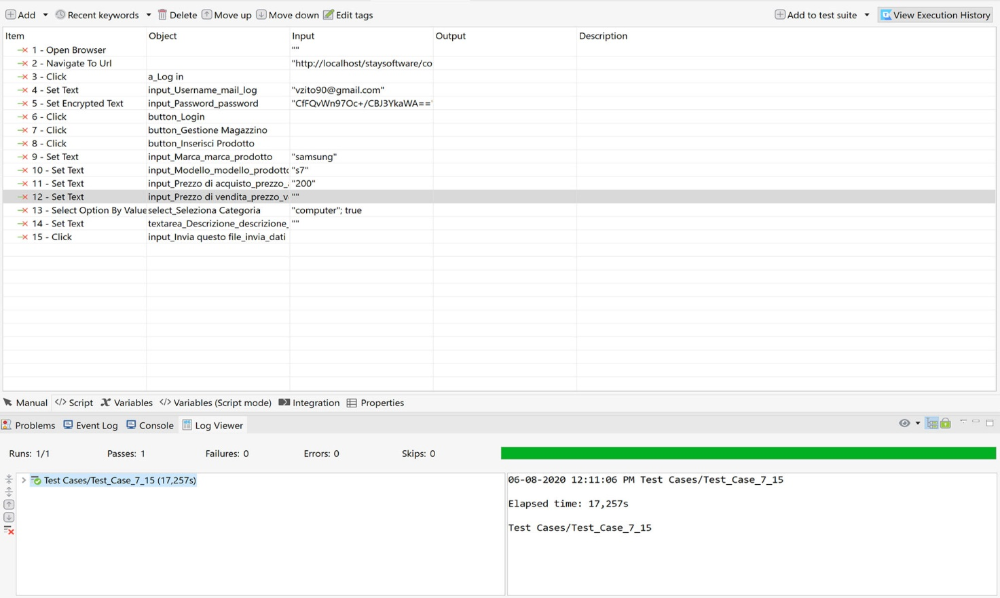 Add Recent keywords Delete Move up Move down Edit tags Add to test suite View Execution History
Item Object Input Output Description
1 - Open Browser ""
2 - Navigate To Url "http://localhost/staysoftware/co
3 - Click a_Log in
4 - Set Text input_Username_mail_log "vzito90@gmail.com"
5 - Set Encrypted Text input_Password_password "CfFQvWn97Oc+/CBJ3YkaWA=="
6 - Click button_Login
7 - Click button_Gestione Magazzino
8 - Click button_Inserisci Prodotto
9 - Set Text input_Marca_marca_prodotto "samsung"
10 - Set Text input_Modello_modello_prodotto "s7"
11 - Set Text input_Prezzo di acquisto_prezzo_ "200"
12 - Set Text input_Prezzo di vendita_prezzo_v ""
13 - Select Option By Value select_Seleziona Categoria "computer"; true
14 - Set Text textarea_Descrizione_descrizione_ ""
15 - Click input_Invia questo file_invia_dati
Manual Script Variables Variables (Script mode) Integration Properties
Problems Event Log Console Log Viewer
Runs: 1/1 Passes: 1 Failures: 0 Errors: 0 Skips: 0
Test Cases/Test_Case_7_15 (17,257s)
06-08-2020 12:11:06 PM Test Cases/Test_Case_7_15
Elapsed time: 17,257s
Test Cases/Test_Case_7_15